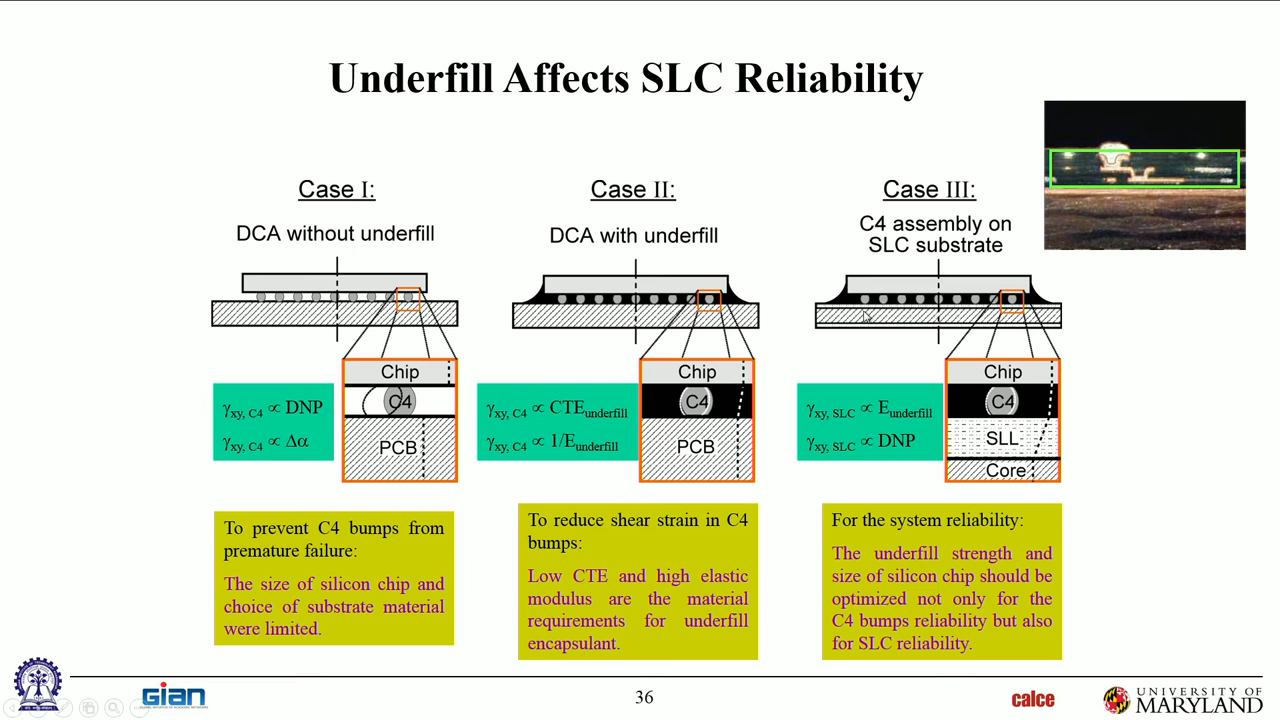 Underfill Affects SLC Reliability
Case I:
DCA without underfill
Chip
C4
PCB
γxy, C4 ∝ DNP
γxy, C4 ∝ Δα
To prevent C4 bumps from
premature failure:
The size of silicon chip and
choice of substrate material
were limited.
Case II:
DCA with underfill
Chip
C4
PCB
γxy, C4 ∝ CTEunderfill
γxy, C4 ∝ 1/Eunderfill
To reduce shear strain in C4
bumps:
Low CTE and high elastic
modulus are the material
requirements for underfill
encapsulant.
Case III:
C4 assembly on
SLC substrate
Chip
C4
SLL
Core
γxy, SLC ∝ Eunderfill
γxy, SLC ∝ DNP
For the system reliability:
The underfill strength and
size of silicon chip should be
optimized not only for the
C4 bumps reliability but also
for SLC reliability.
GIAN
36
calce
UNIVERSITY OF
MARYLAND